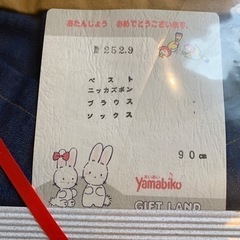 おたんじょう おめでとうございます。
252.9
ベスト
ニッカズボン
ブラウス
ソックス
90cm
Yamabiko
GIFT LAND